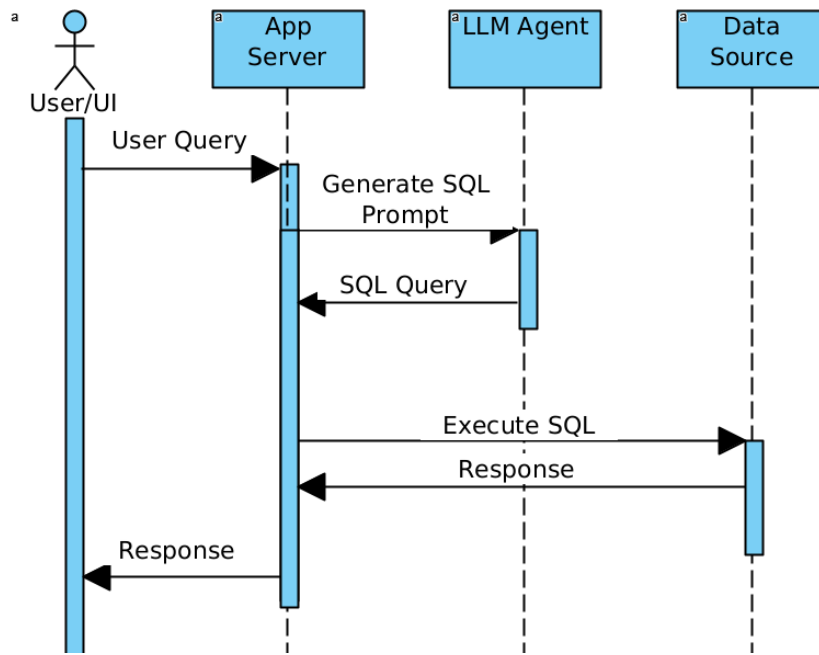 a
a
App
Server
a
LLM Agent
a
Data
Source
User/UI
User Query
Generate SQL
Prompt
SQL Query
Execute SQL
Response
Response